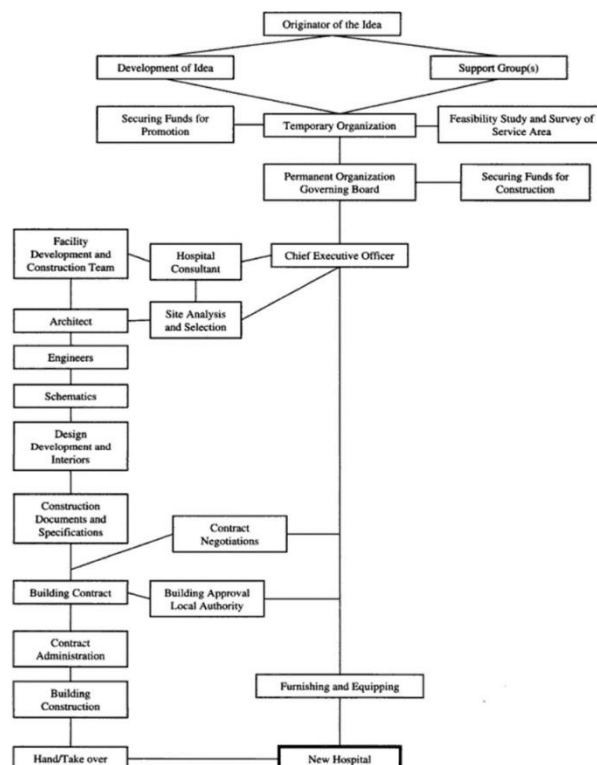 Originator of the Idea
Development of Idea
Support Group(s)
Securing Funds for
Promotion
Temporary Organization
Feasibility Study and Survey of
Service Area
Permanent Organization
Governing Board
Securing Funds for
Construction
Facility
Development and
Construction Team
Hospital
Consultant
Chief Executive Officer
Architect
Site Analysis
and Selection
Engineers
Schematics
Design
Development and
Interiors
Construction
Documents and
Specifications
Contract
Negotiations
Building Contract
Building Approval
Local Authority
Contract
Administration
Building
Construction
Furnishing and Equipping
Hand/Take over
New Hospital